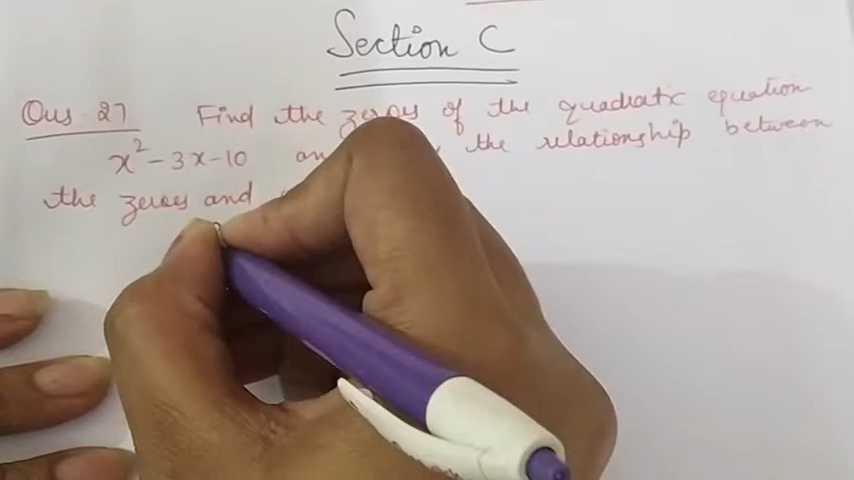 Section C
Qus. 27 Find the zeroes of the quadratic equation
x² - 3x - 10 the relationship between
the zeroes and